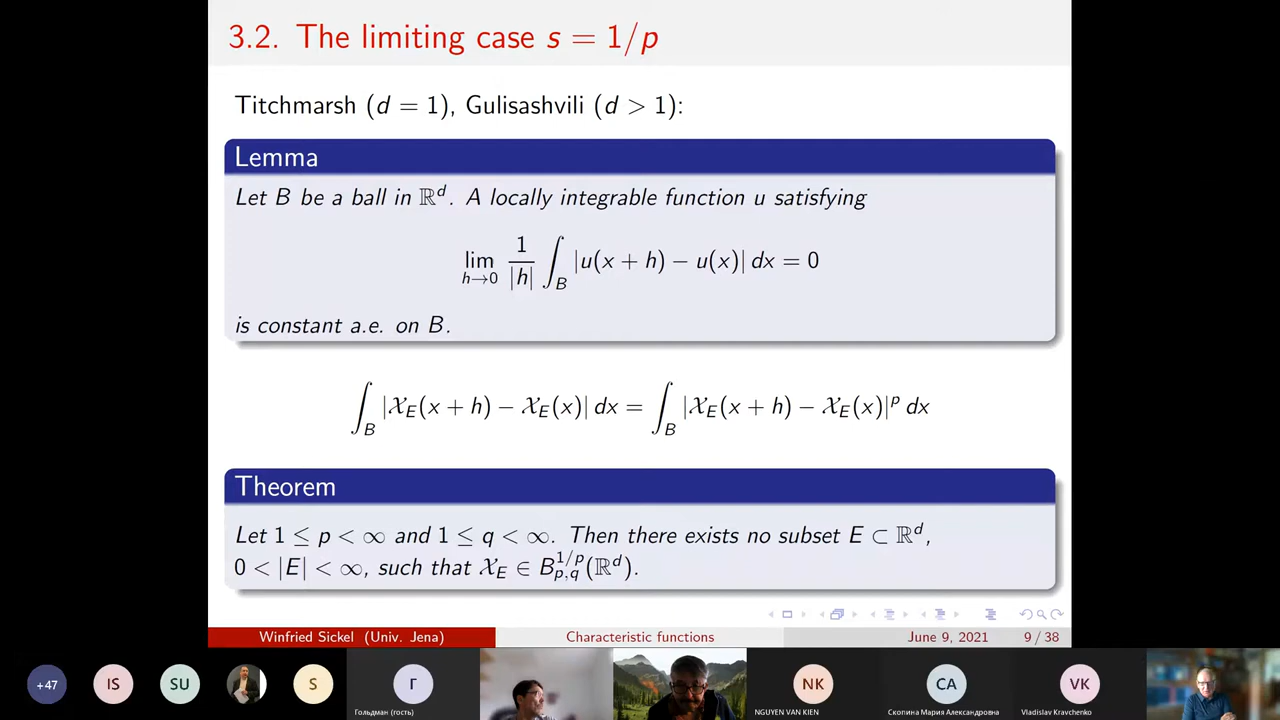 3.2. The limiting case s = 1/p
Titchmarsh (d = 1), Gulisashvili (d > 1):
Lemma
Let B be a ball in ℝ^d. A locally integrable function u satisfying
lim_{h→0} 1/|h| ∫_B |u(x + h) − u(x)| dx = 0
is constant a.e. on B.
∫_B |𝒳_E(x + h) − 𝒳_E(x)| dx = ∫_B |𝒳_E(x + h) − 𝒳_E(x)|^p dx
Theorem
Let 1 ≤ p < ∞ and 1 ≤ q < ∞. Then there exists no subset E ⊂ ℝ^d,
0 < |E| < ∞, such that 𝒳_E ∈ B^{1/p}_{p,q}(ℝ^d).
Winfried Sickel (Univ. Jena) Characteristic functions June 9, 2021 9 / 38
+47 IS SU S Г NK CA VK
Гольдман (гость) NGUYEN VAN KIEN Скопина Мария Александровна Vladislav Kravchenko